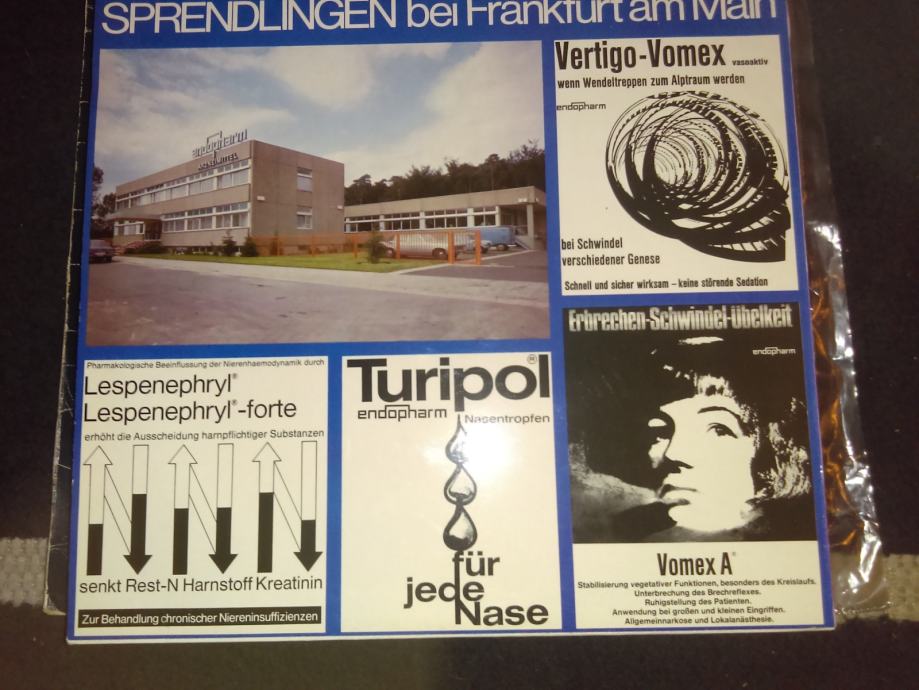 SPRENDLINGEN bei Frankfurt am Main
endopharm
ARZNEIMITTEL
Vertigo-Vomex vasoaktiv
wenn Wendeltreppen zum Alptraum werden
endopharm
bei Schwindel
verschiedener Genese
Schnell und sicher wirksam – keine störende Sedation
Pharmakologische Beeinflussung der Nierenhaemodynamik durch
Lespenephryl®
Lespenephryl®-forte
erhöht die Ausscheidung harnpflichtiger Substanzen
senkt Rest-N Harnstoff Kreatinin
Zur Behandlung chronischer Niereninsuffizienzen
Turipol®
endopharm Nasentropfen
für
jede
Nase
Erbrechen-Schwindel-Übelkeit
endopharm
Vomex A®
Stabilisierung vegetativer Funktionen, besonders des Kreislaufs.
Unterbrechung des Brechreflexes.
Ruhigstellung des Patienten.
Anwendung bei großen und kleinen Eingriffen.
Allgemeinnarkose und Lokalanästhesie.